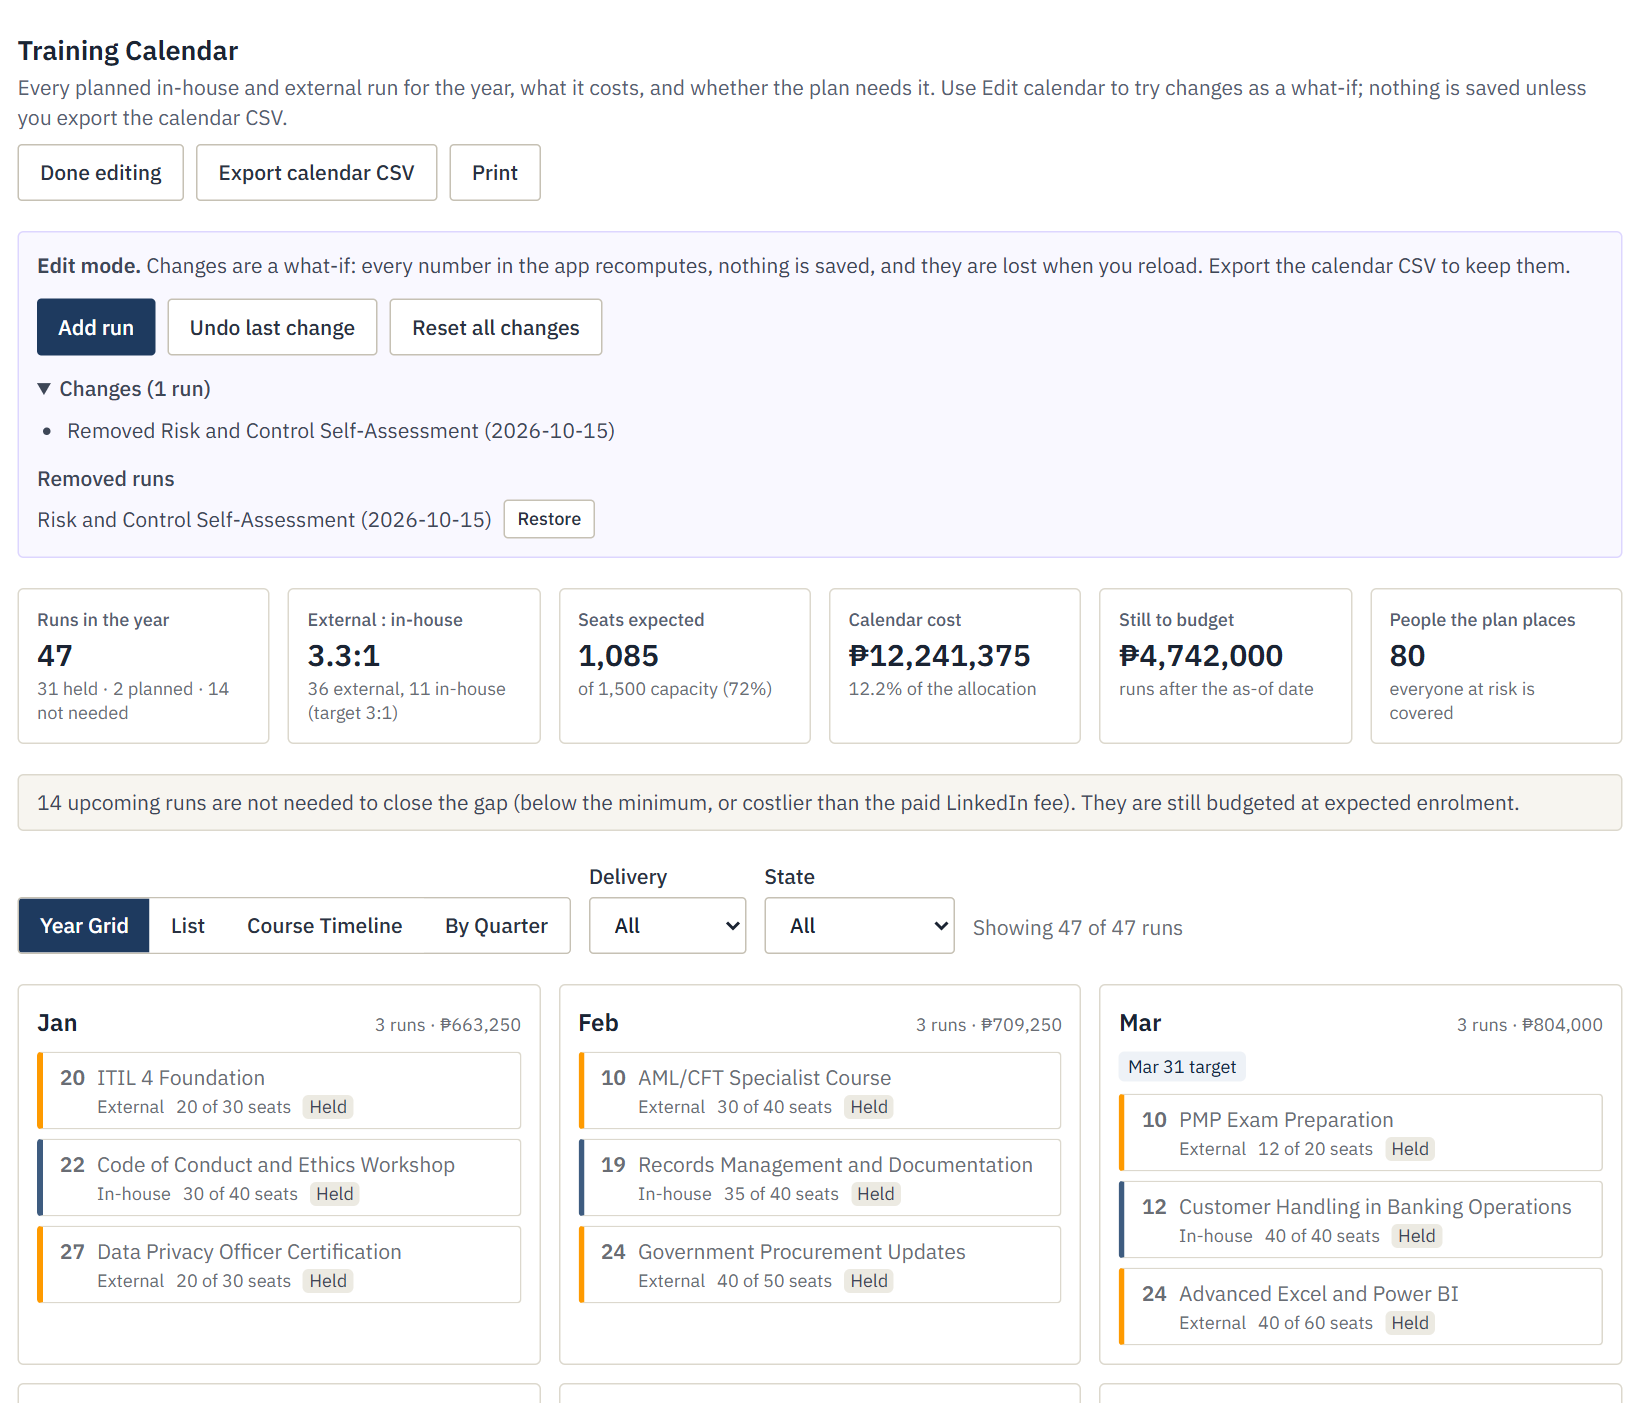 Training Calendar
Every planned in-house and external run for the year, what it costs, and whether the plan needs it. Use Edit calendar to try changes as a what-if; nothing is saved unless
you export the calendar CSV.
Done editing Export calendar CSV Print
Edit mode. Changes are a what-if: every number in the app recomputes, nothing is saved, and they are lost when you reload. Export the calendar CSV to keep them.
Add run Undo last change Reset all changes
▼ Changes (1 run)
• Removed Risk and Control Self-Assessment (2026-10-15)
Removed runs
Risk and Control Self-Assessment (2026-10-15) Restore
Runs in the year
47
31 held · 2 planned · 14
not needed
External : in-house
3.3:1
36 external, 11 in-house
(target 3:1)
Seats expected
1,085
of 1,500 capacity (72%)
Calendar cost
₱12,241,375
12.2% of the allocation
Still to budget
₱4,742,000
runs after the as-of date
People the plan places
80
everyone at risk is
covered
14 upcoming runs are not needed to close the gap (below the minimum, or costlier than the paid LinkedIn fee). They are still budgeted at expected enrolment.
Delivery State
Year Grid List Course Timeline By Quarter All All Showing 47 of 47 runs
Jan 3 runs · ₱663,250
20 ITIL 4 Foundation
External 20 of 30 seats Held
22 Code of Conduct and Ethics Workshop
In-house 30 of 40 seats Held
27 Data Privacy Officer Certification
External 20 of 30 seats Held
Feb 3 runs · ₱709,250
10 AML/CFT Specialist Course
External 30 of 40 seats Held
19 Records Management and Documentation
In-house 35 of 40 seats Held
24 Government Procurement Updates
External 40 of 50 seats Held
Mar 3 runs · ₱804,000
Mar 31 target
10 PMP Exam Preparation
External 12 of 20 seats Held
12 Customer Handling in Banking Operations
In-house 40 of 40 seats Held
24 Advanced Excel and Power BI
External 40 of 60 seats Held